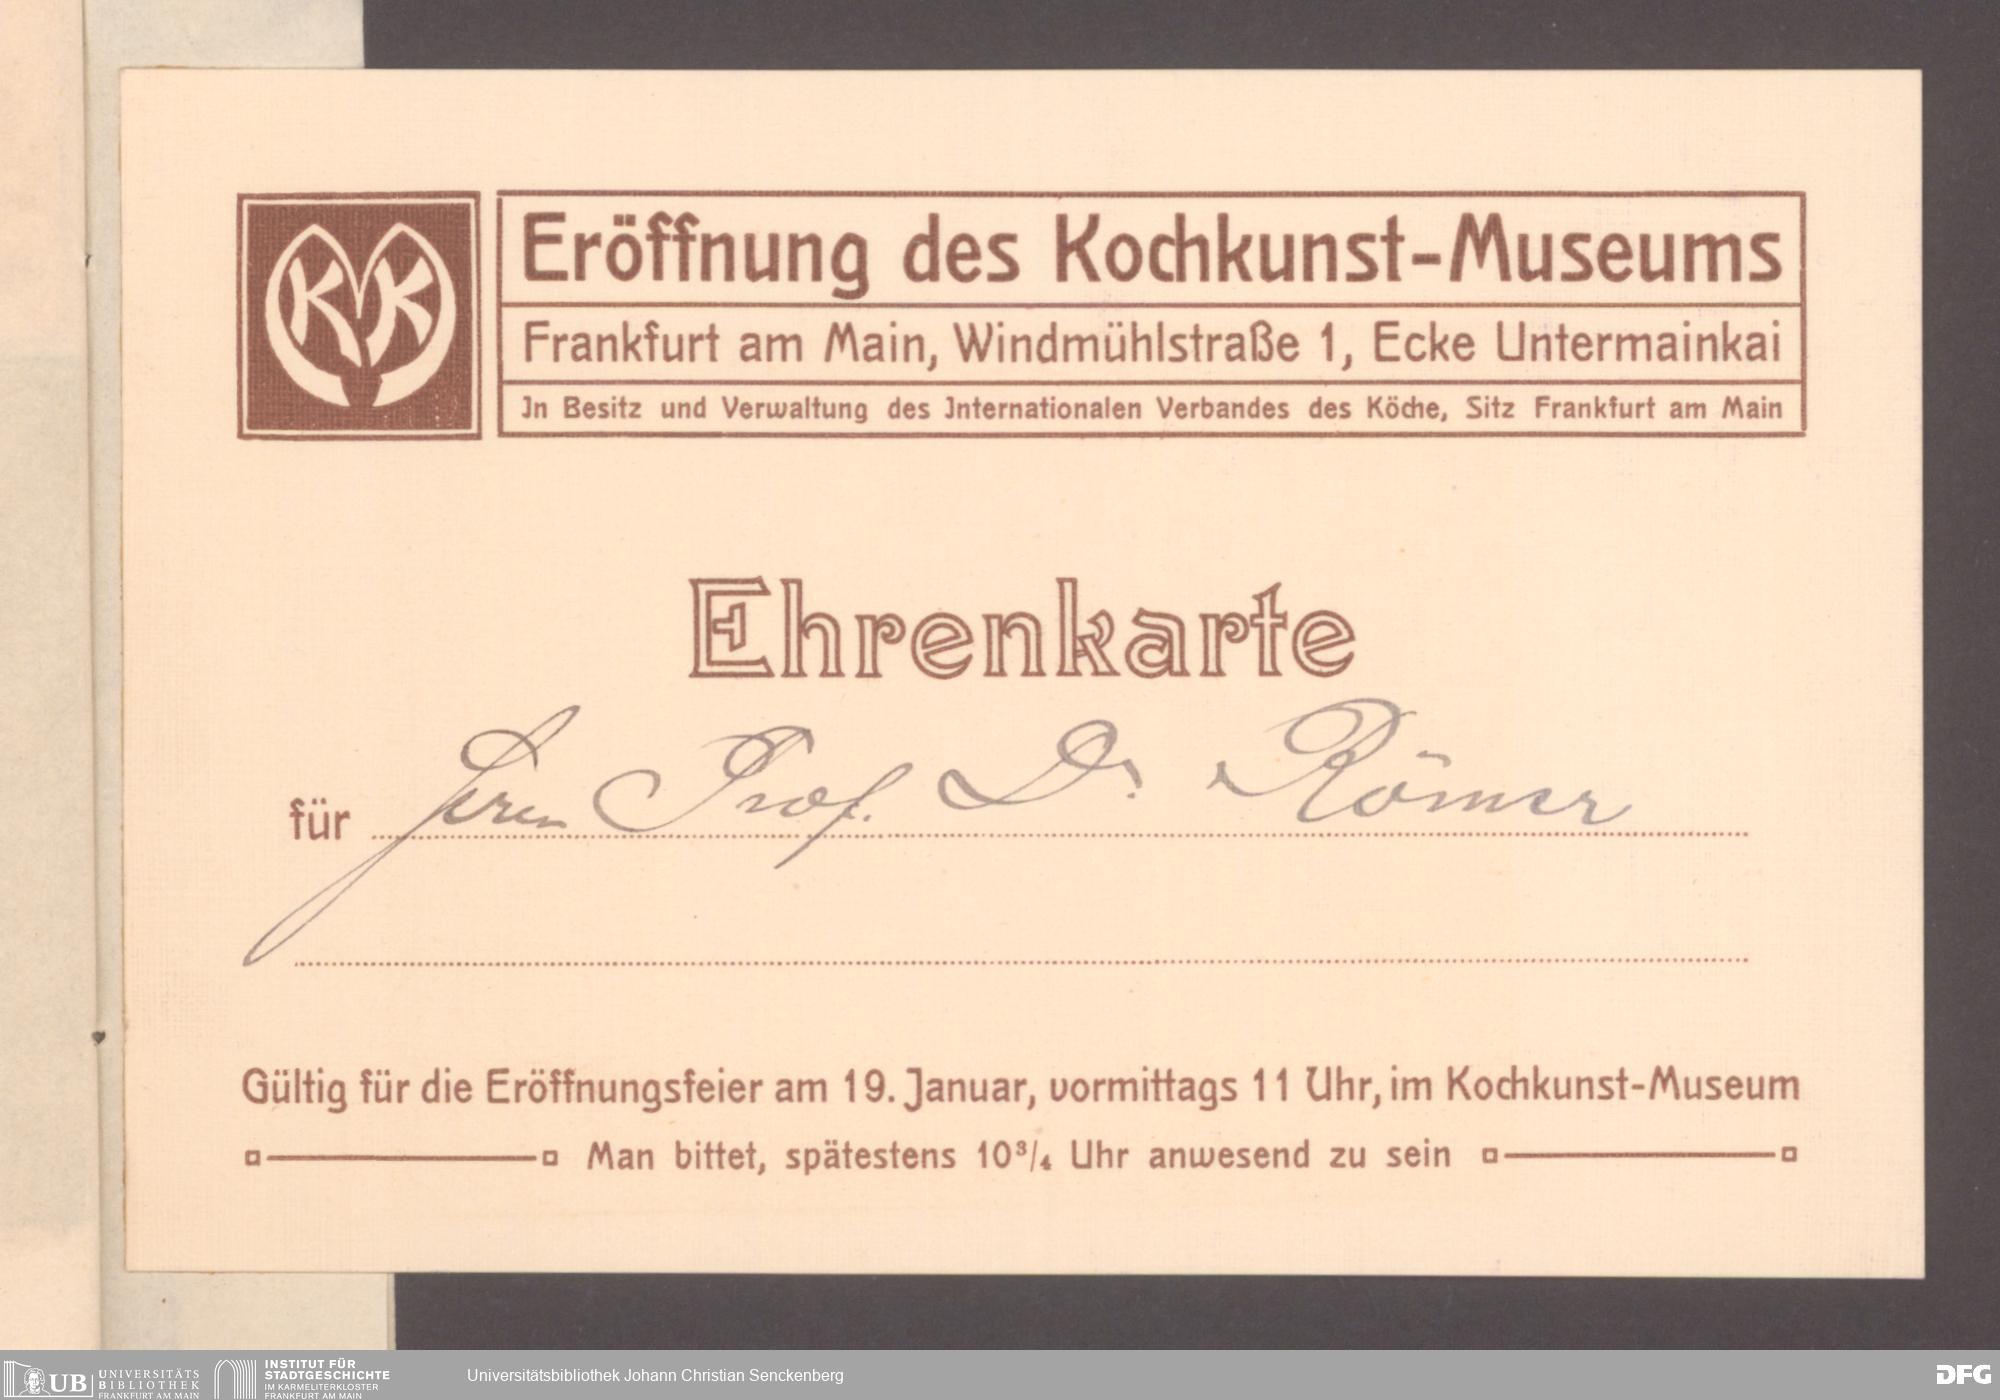 KK
Eröffnung des Kochkunst-Museums
Frankfurt am Main, Windmühlstraße 1, Ecke Untermainkai
In Besitz und Verwaltung des Internationalen Verbandes des Köche, Sitz Frankfurt am Main
Ehrenkarte
für Herrn Prof. Dr. Römer
Gültig für die Eröffnungsfeier am 19. Januar, vormittags 11 Uhr, im Kochkunst-Museum
Man bittet, spätestens 10 3/4 Uhr anwesend zu sein
UB UNIVERSITÄTS BIBLIOTHEK FRANKFURT AM MAIN
INSTITUT FÜR STADTGESCHICHTE IM KARMELITERKLOSTER FRANKFURT AM MAIN
Universitätsbibliothek Johann Christian Senckenberg
DFG